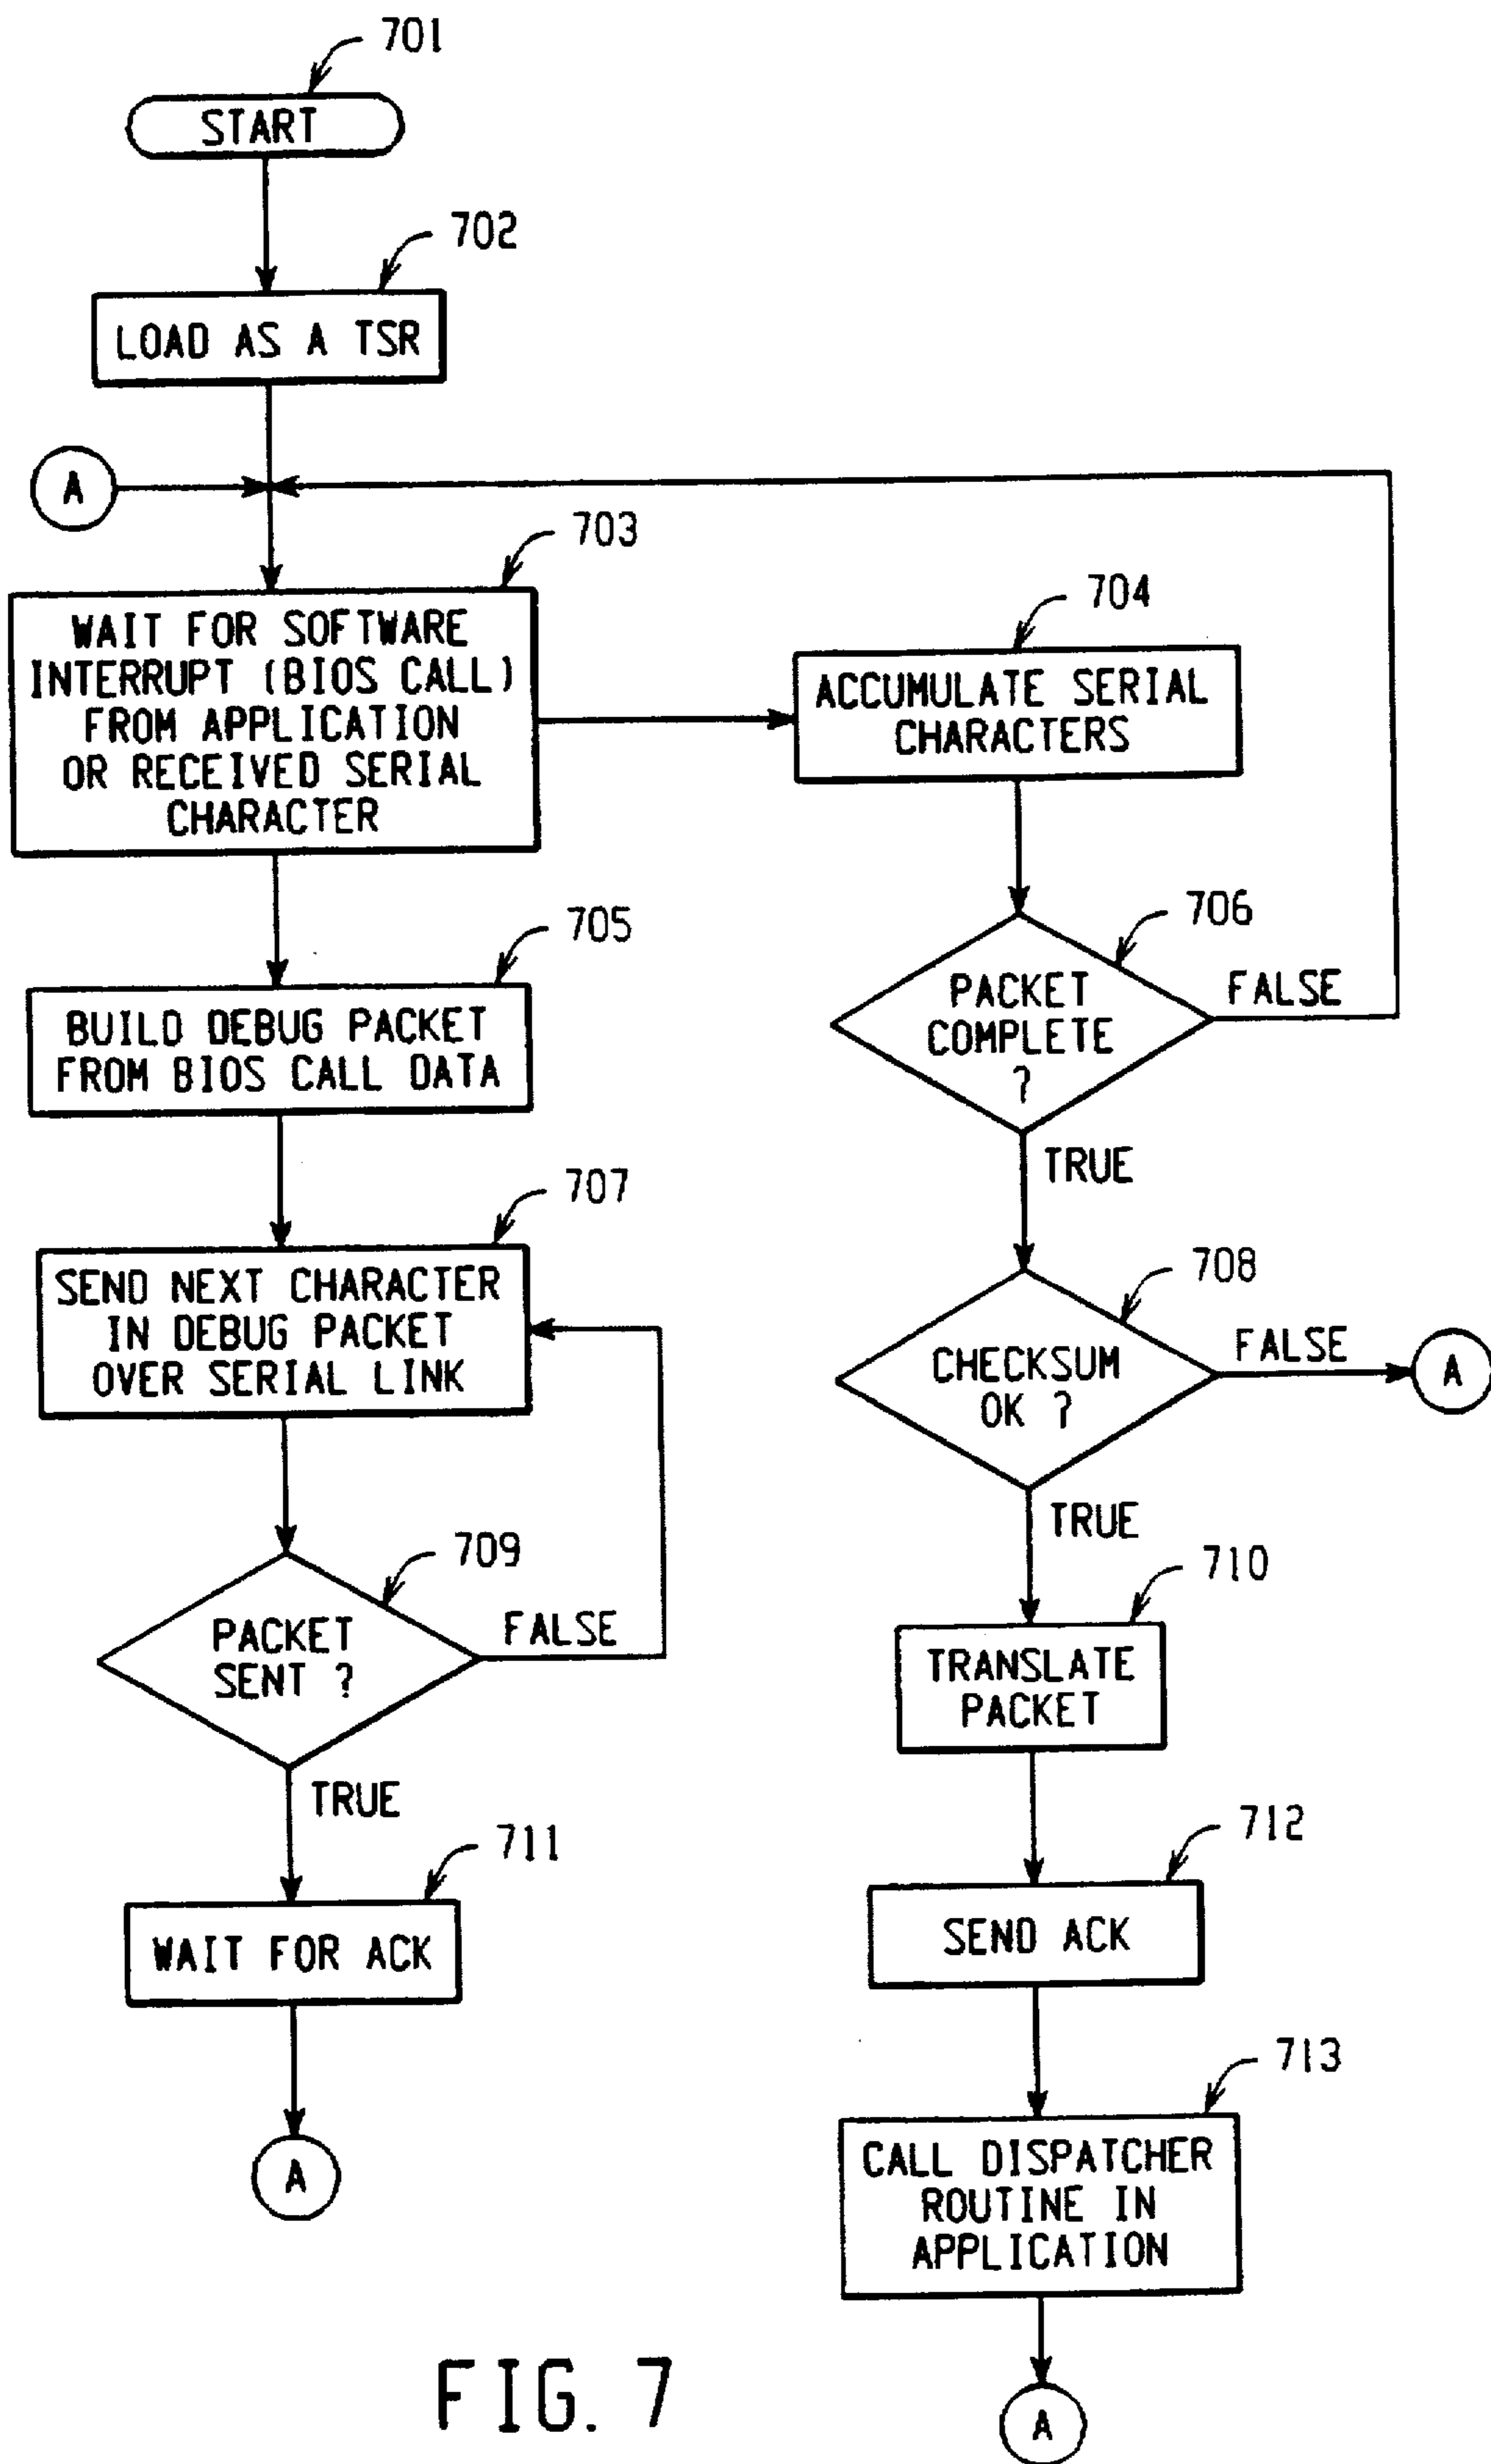 701
START
702
LOAD AS A TSR
A
703
WAIT FOR SOFTWARE
INTERRUPT (BIOS CALL)
FROM APPLICATION
OR RECEIVED SERIAL
CHARACTER
704
ACCUMULATE SERIAL
CHARACTERS
705
BUILD DEBUG PACKET
FROM BIOS CALL DATA
706
PACKET
COMPLETE
?
FALSE
TRUE
707
SEND NEXT CHARACTER
IN DEBUG PACKET
OVER SERIAL LINK
708
CHECKSUM
OK ?
FALSE
A
TRUE
709
PACKET
SENT ?
FALSE
TRUE
710
TRANSLATE
PACKET
711
WAIT FOR ACK
A
712
SEND ACK
713
CALL DISPATCHER
ROUTINE IN
APPLICATION
A
FIG. 7